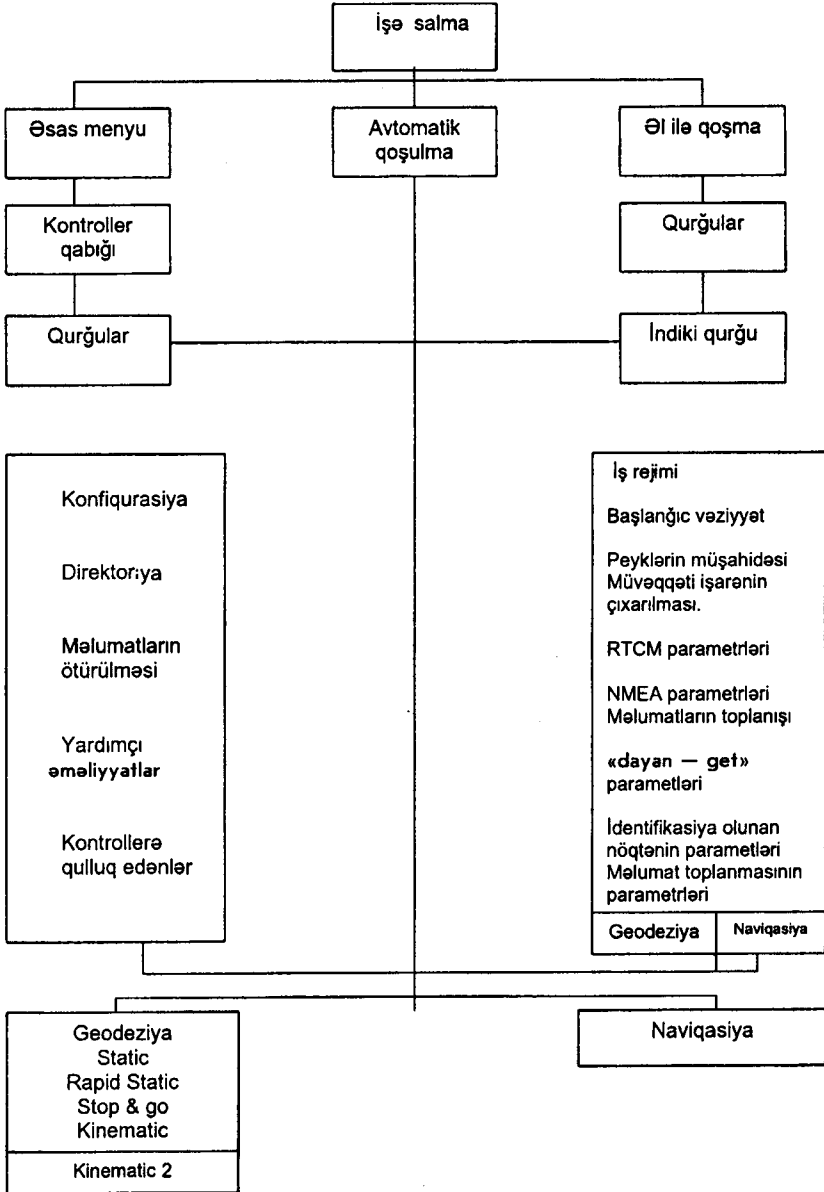 İşə salma
Əsas menyu
Avtomatik
qoşulma
Əl ilə qoşma
Kontroller
qabığı
Qurğular
Qurğular
İndiki qurğu
Konfiqurasiya
Direktoriya
Məlumatların
ötürülməsi
Yardımçı
əməliyyatlar
Kontrollerə
qulluq edənlər
İş rejimi
Başlanğıc vəziyyət
Peyklərin müşahidəsi
Müvəqqəti işarənin
çıxarılması.
RTCM parametrləri
NMEA parametrləri
Məlumatların toplanışı
«dayan — get»
parametləri
İdentifikasiya olunan
nöqtənin parametləri
Məlumat toplanmasının
parametrləri
Geodeziya
Naviqasiya
Geodeziya
Static
Rapid Static
Stop & go
Kinematic
Kinematic 2
Naviqasiya